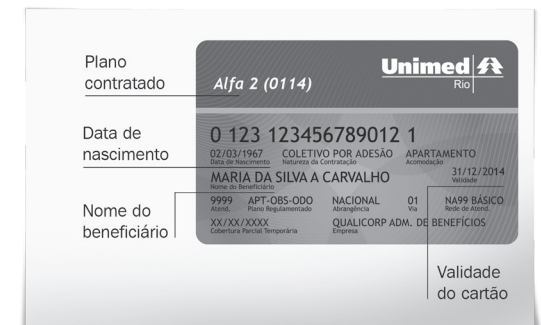 Plano
contratado
Alfa 2 (0114)
Unimed
Rio
Data de
nascimento
0 123 123456789012 1
02/03/1967 COLETIVO POR ADESÃO APARTAMENTO
Data de Nascimento Natureza da Contratação Acomodação
MARIA DA SILVA A CARVALHO 31/12/2014
Nome do Beneficiário Validade
Nome do
beneficiário
9999 APT-OBS-ODO NACIONAL 01 NA99 BÁSICO
Atend. Plano Regulamentado Abrangência Via Rede de Atend.
XX/XX/XXXX QUALICORP ADM. DE BENEFÍCIOS
Cobertura Parcial Temporária Empresa
Validade
do cartão